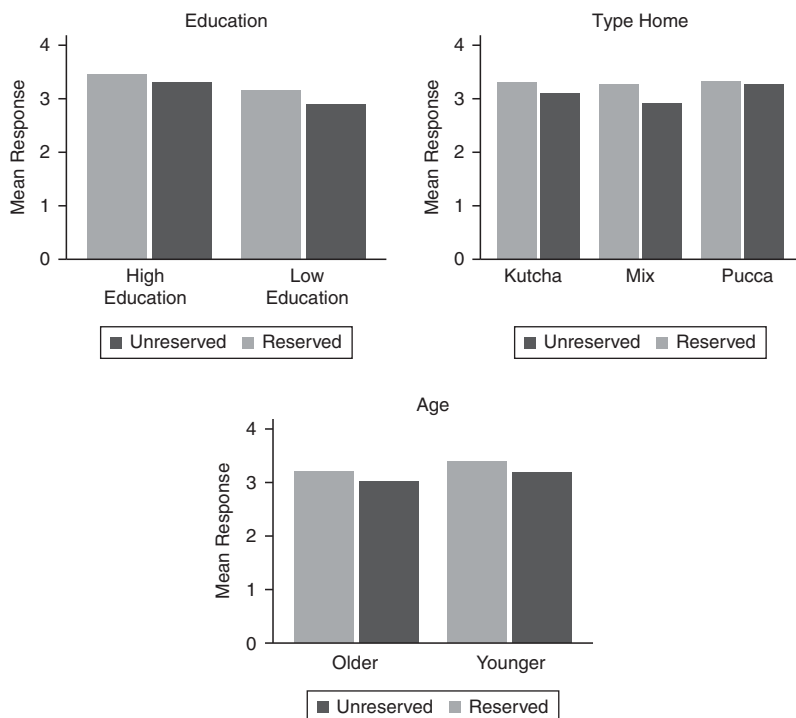 Education
Mean Response
4
3
2
1
0
High
Education
Low
Education
Unreserved Reserved
Type Home
Mean Response
4
3
2
1
0
Kutcha Mix Pucca
Unreserved Reserved
Age
Mean Response
4
3
2
1
0
Older Younger
Unreserved Reserved